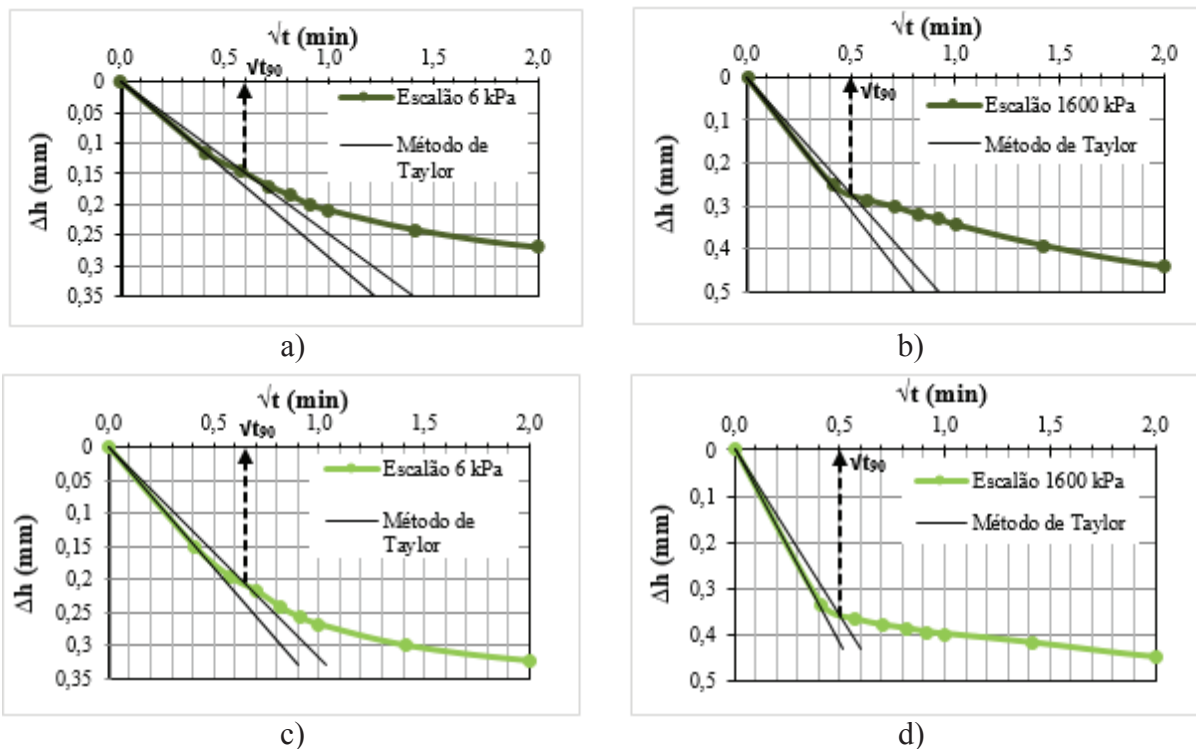 √t (min)
0,0 0,5 1,0 1,5 2,0
√t90
0
0,05
0,1
0,15
0,2
0,25
0,3
0,35
Δh (mm)
Escalão 6 kPa
Método de
Taylor
a)
√t (min)
0,0 0,5 1,0 1,5 2,0
√t90
0
0,1
0,2
0,3
0,4
0,5
Δh (mm)
Escalão 1600 kPa
Método de Taylor
b)
√t (min)
0,0 0,5 1,0 1,5 2,0
√t90
0
0,05
0,1
0,15
0,2
0,25
0,3
0,35
Δh (mm)
Escalão 6 kPa
Método de
Taylor
c)
√t (min)
0,0 0,5 1,0 1,5 2,0
√t90
0
0,1
0,2
0,3
0,4
0,5
Δh (mm)
Escalão 1600 kPa
Método de Taylor
d)